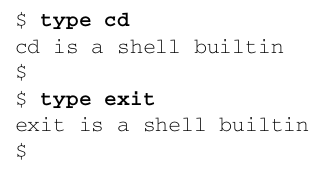 $ type cd
cd is a shell builtin
$
$ type exit
exit is a shell builtin
$